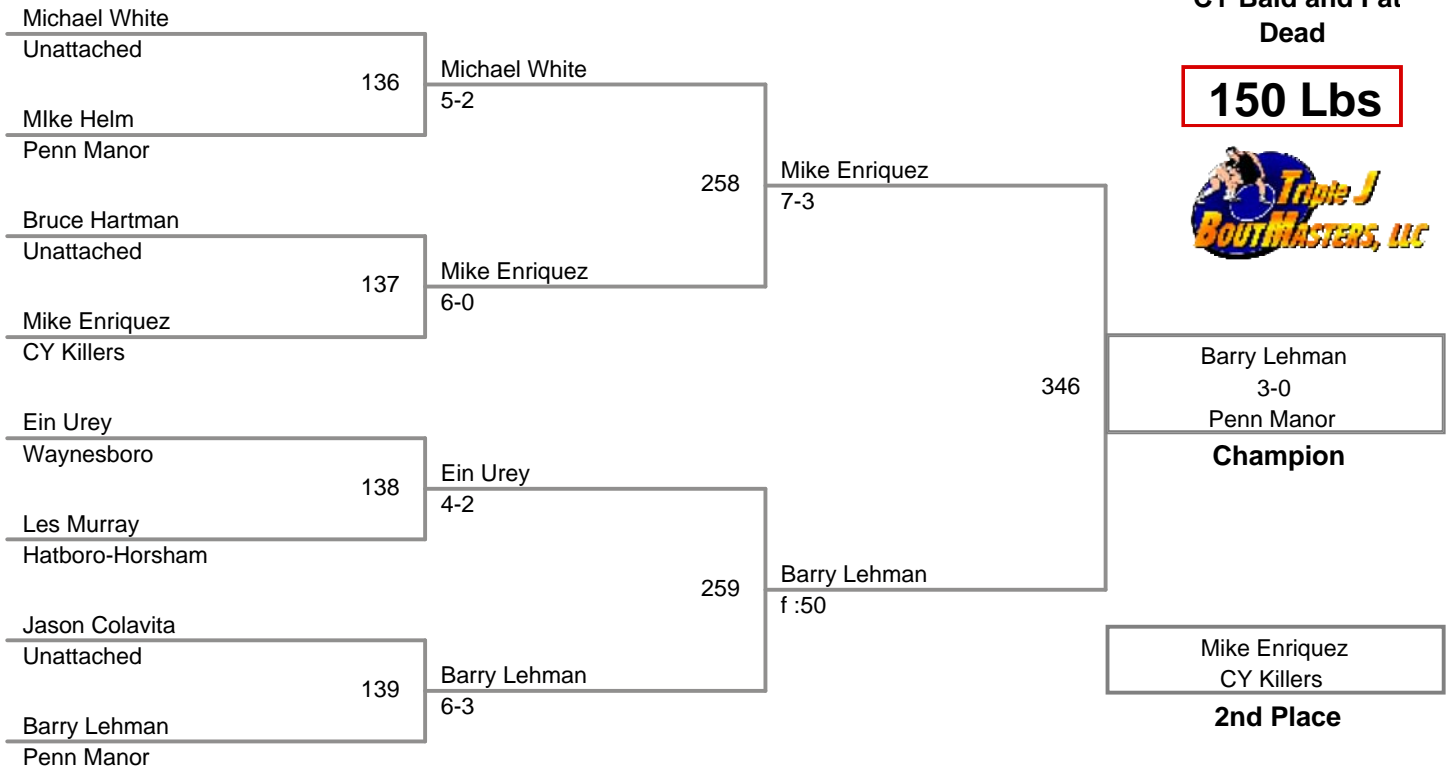 Michael White
Unattached
136
Michael White
5-2
MIke Helm
Penn Manor
258
Mike Enriquez
7-3
Bruce Hartman
Unattached
137
Mike Enriquez
6-0
Mike Enriquez
CY Killers
346
Ein Urey
Waynesboro
138
Ein Urey
4-2
Les Murray
Hatboro-Horsham
259
Barry Lehman
f :50
Jason Colavita
Unattached
139
Barry Lehman
6-3
Barry Lehman
Penn Manor
Dead
150 Lbs
Triple J
BoutMasters, LLC
Barry Lehman
3-0
Penn Manor
Champion
Mike Enriquez
CY Killers
2nd Place